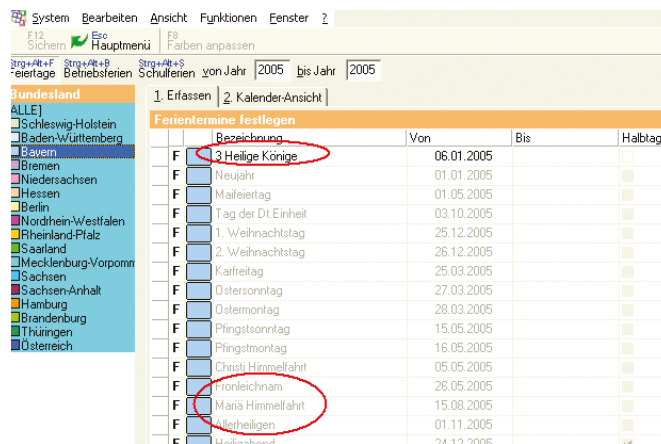 System Bearbeiten Ansicht Funktionen Fenster ?
F12 Esc F8
Sichern Hauptmenü Farben anpassen
Strg+Alt+F Strg+Alt+B Strg+Alt+S
Feiertage Betriebsferien Schulferien von Jahr 2005 bis Jahr 2005
Bundesland
ALLE]
Schleswig-Holstein
Baden-Württemberg
Bayern
Bremen
Niedersachsen
Hessen
Berlin
Nordrhein-Westfalen
Rheinland-Pfalz
Saarland
Mecklenburg-Vorpomm
Sachsen
Sachsen-Anhalt
Hamburg
Brandenburg
Thüringen
Österreich
1. Erfassen 2. Kalender-Ansicht
Ferientermine festlegen
Bezeichnung Von Bis Halbtag
F 3 Heilige Könige 06.01.2005
F Neujahr 01.01.2005
F Maifeiertag 01.05.2005
F Tag der Dt.Einheit 03.10.2005
F 1. Weihnachtstag 25.12.2005
F 2. Weihnachtstag 26.12.2005
F Karfreitag 25.03.2005
F Ostersonntag 27.03.2005
F Ostermontag 28.03.2005
F Pfingstsonntag 15.05.2005
F Pfingstmontag 16.05.2005
F Christi Himmelfahrt 05.05.2005
F Fronleichnam 26.05.2005
F Mariä Himmelfahrt 15.08.2005
F Allerheiligen 01.11.2005
F Heiligabend 24.12.2005